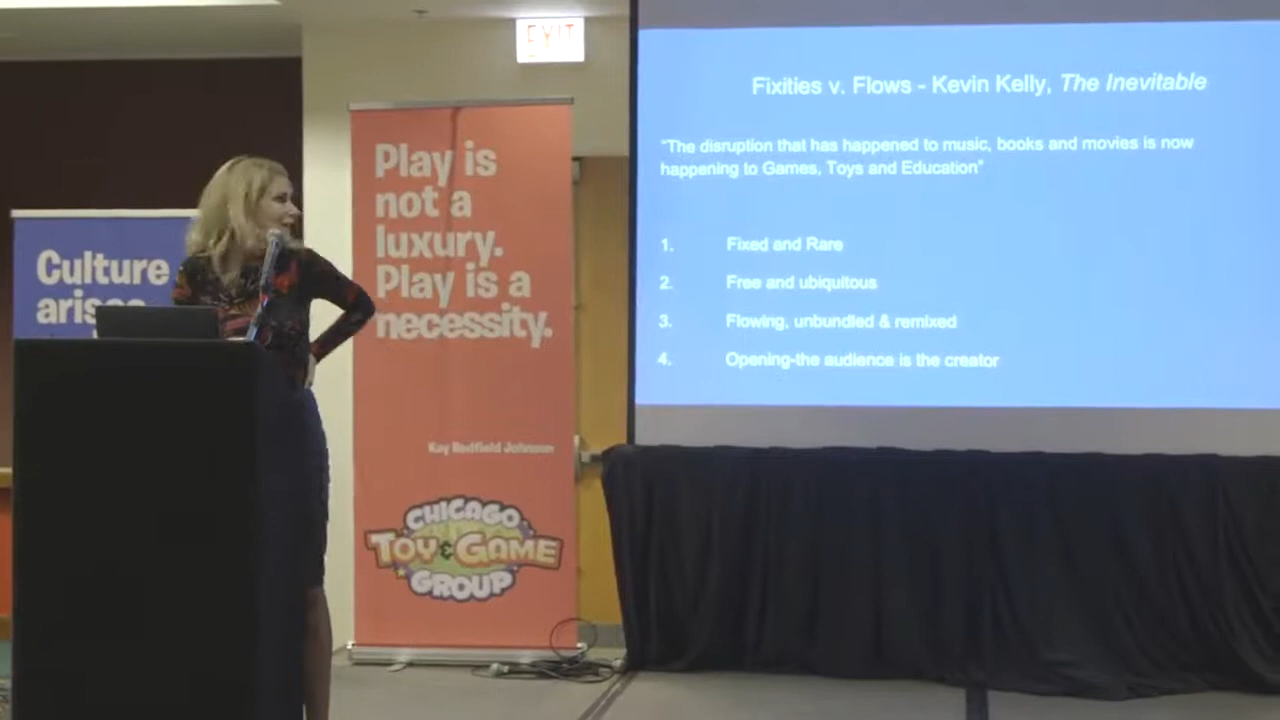 EXIT
Culture
arises
Play is
not a
luxury.
Play is a
necessity.
Kay Redfield Johnson
CHICAGO
TOY & GAME
GROUP
Fixities v. Flows - Kevin Kelly, The Inevitable
"The disruption that has happened to music, books and movies is now
happening to Games, Toys and Education"
1. Fixed and Rare
2. Free and ubiquitous
3. Flowing, unbundled & remixed
4. Opening-the audience is the creator